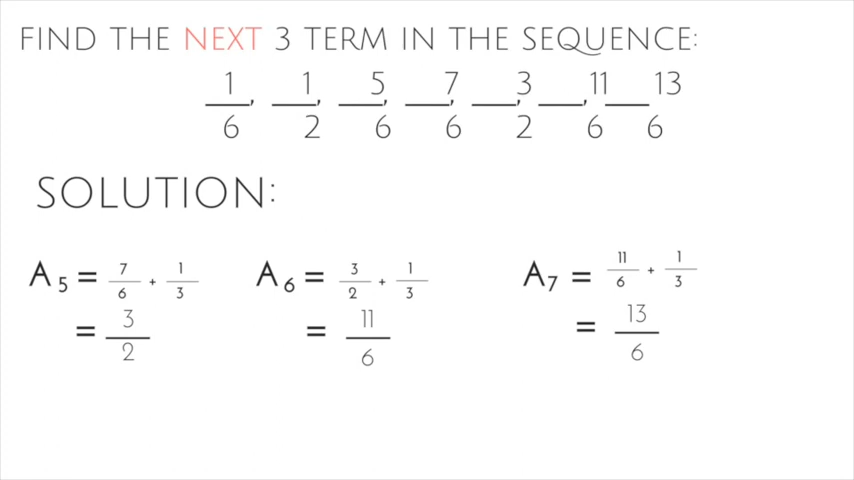 FIND THE NEXT 3 TERM IN THE SEQUENCE:
1/6, 1/2, 5/6, 7/6, 3/2, 11/6 13/6
SOLUTION:
A5 = 7/6 + 1/3 A6 = 3/2 + 1/3 A7 = 11/6 + 1/3
= 3/2 = 11/6 = 13/6